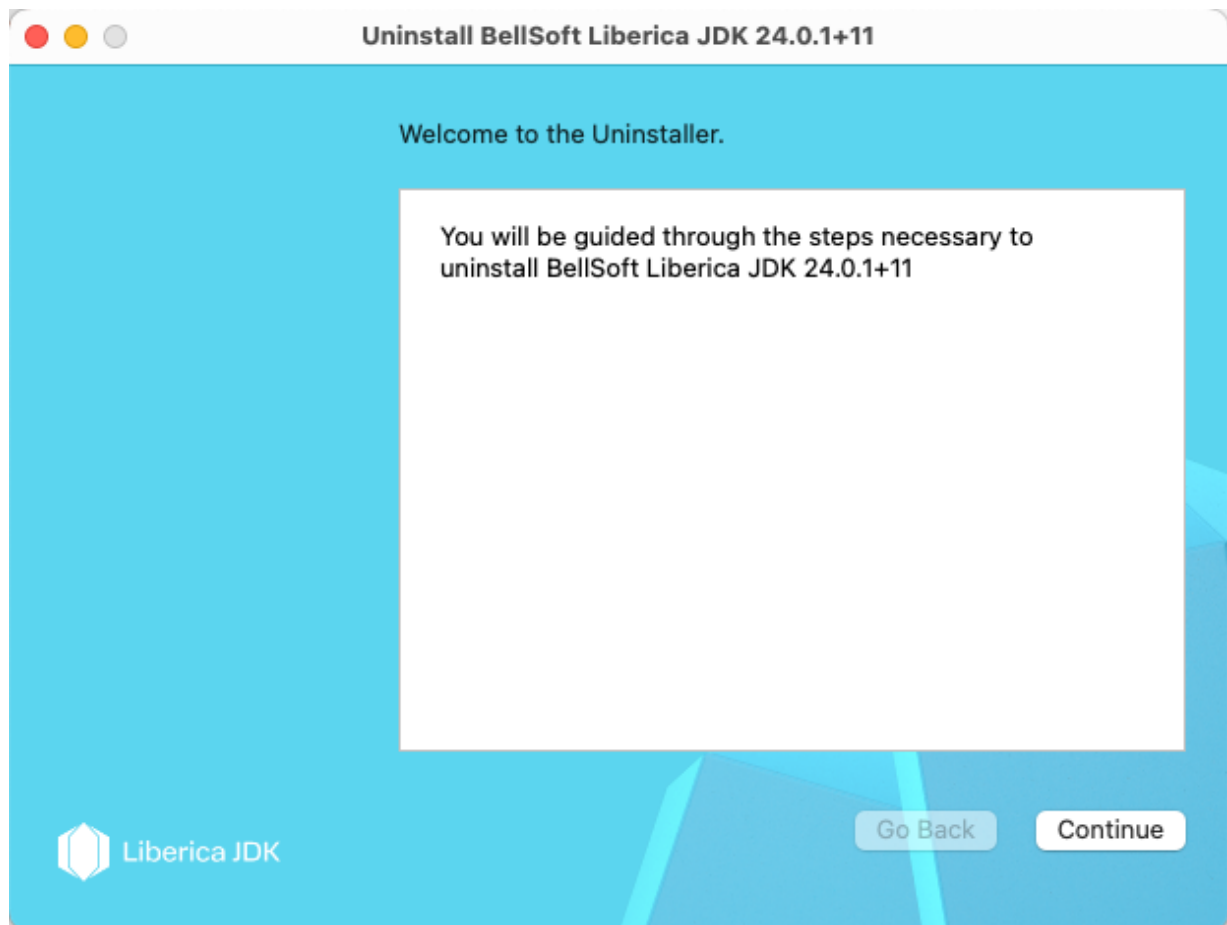 Uninstall BellSoft Liberica JDK 24.0.1+11
Welcome to the Uninstaller.
You will be guided through the steps necessary to
uninstall BellSoft Liberica JDK 24.0.1+11
Go Back
Continue
Liberica JDK